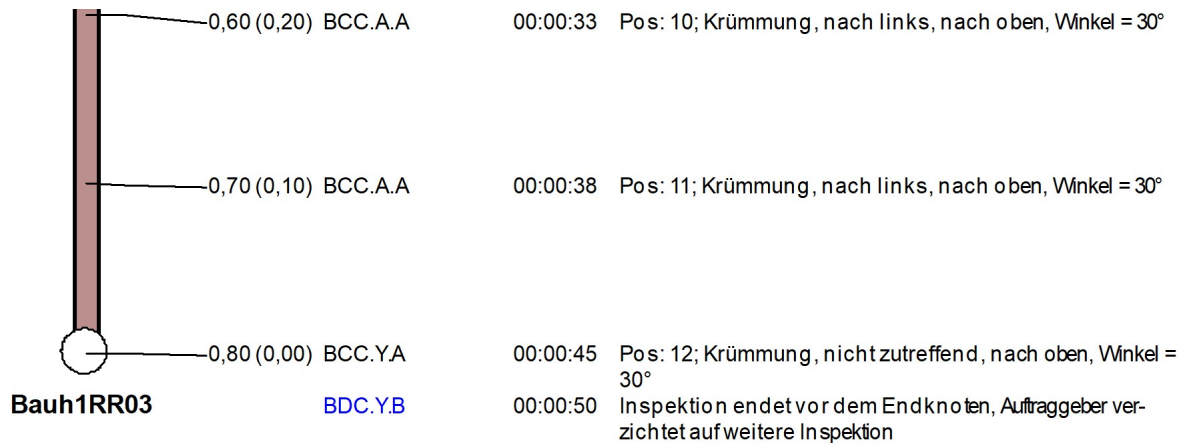 0,60 (0,20) BCC.A.A 00:00:33 Pos: 10; Krümmung, nach links, nach oben, Winkel = 30°
0,70 (0,10) BCC.A.A 00:00:38 Pos: 11; Krümmung, nach links, nach oben, Winkel = 30°
0,80 (0,00) BCC.Y.A 00:00:45 Pos: 12; Krümmung, nicht zutreffend, nach oben, Winkel =
30°
Bauh1RR03 BDC.Y.B 00:00:50 Inspektion endet vor dem Endknoten, Auftraggeber ver-
zichtet auf weitere Inspektion